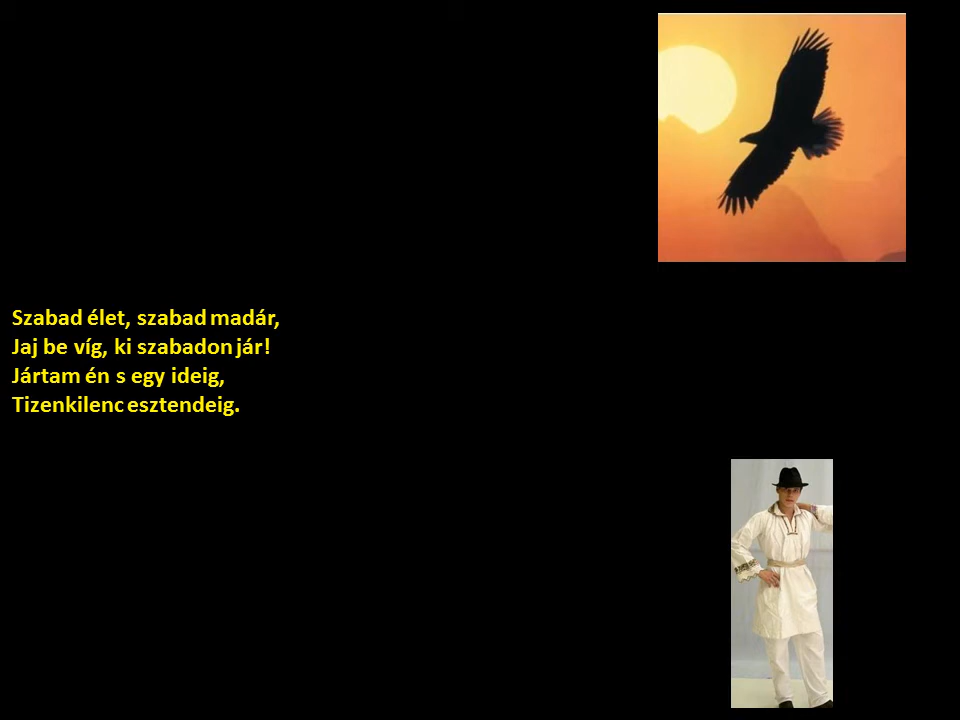 Szabad élet, szabad madár,
Jaj be víg, ki szabadon jár!
Jártam én s egy ideig,
Tizenkilenc esztendeig.